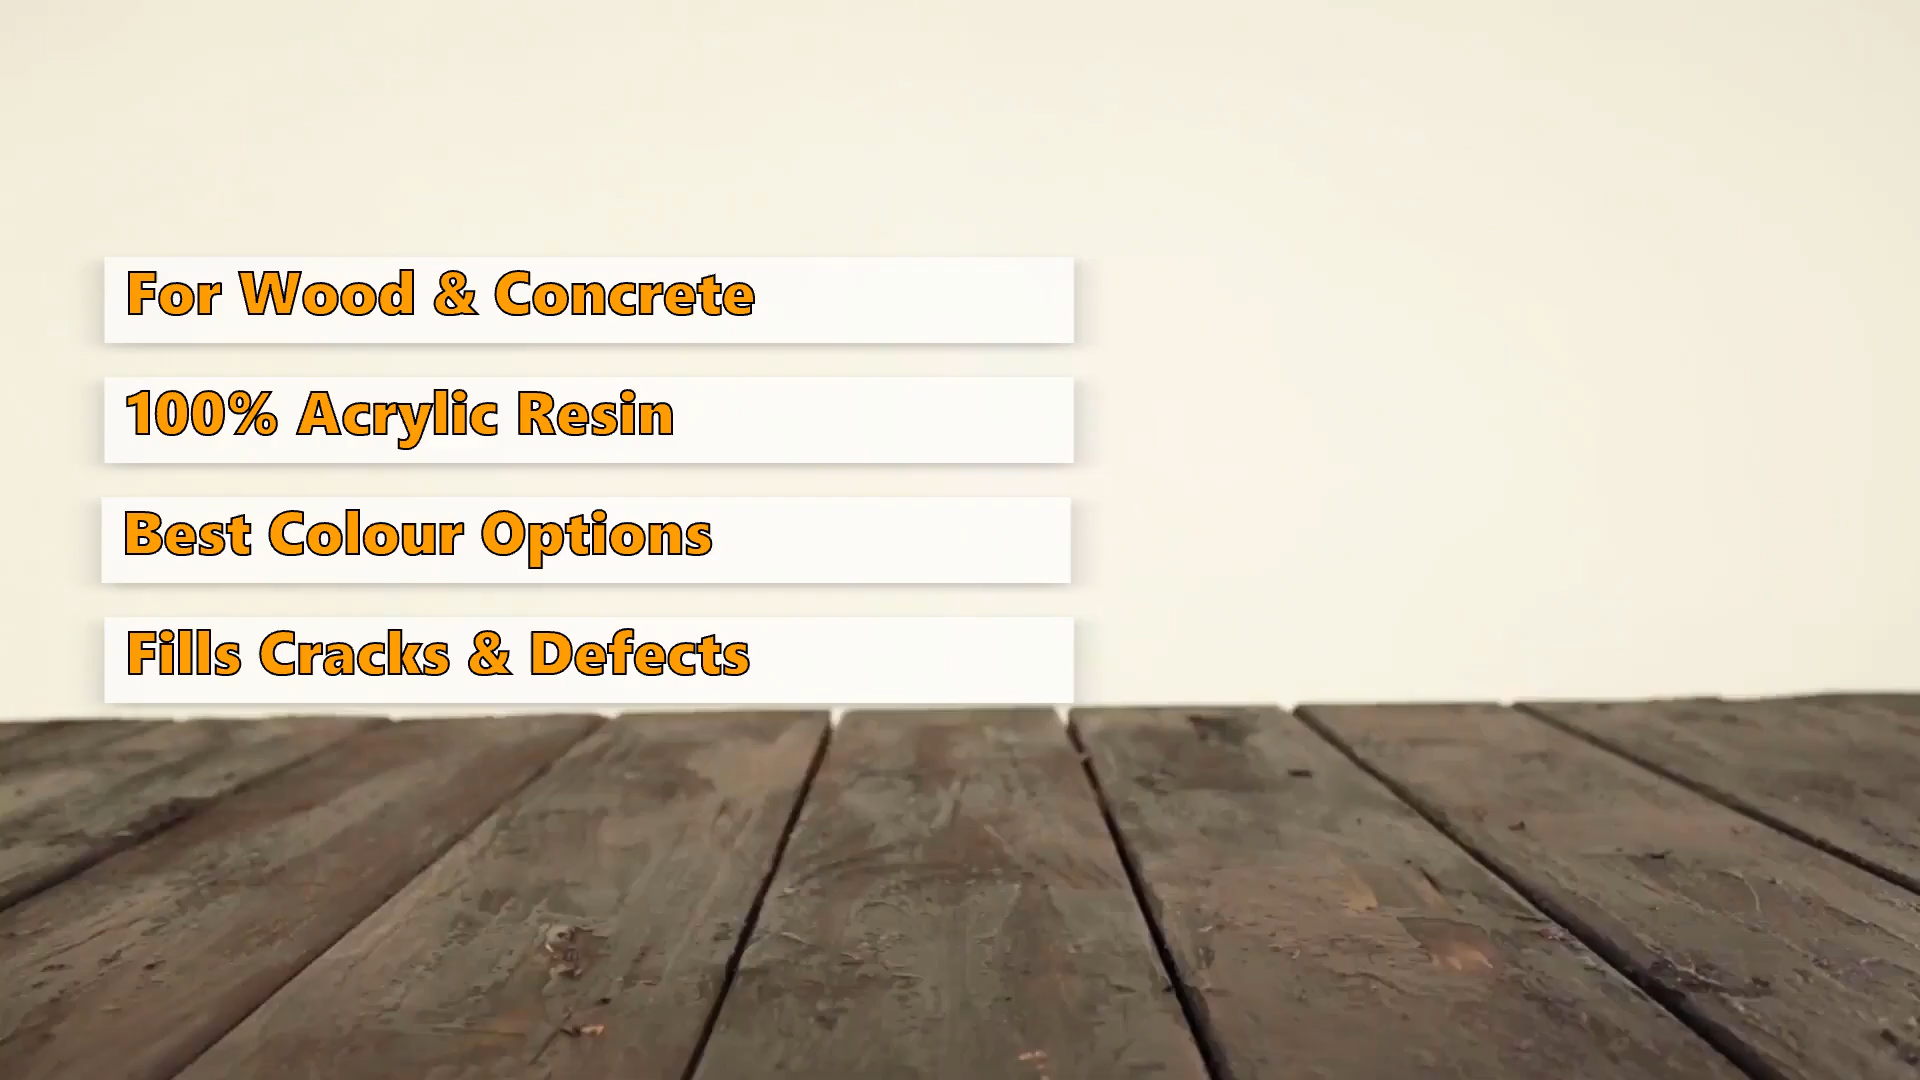 For Wood & Concrete
100% Acrylic Resin
Best Colour Options
Fills Cracks & Defects